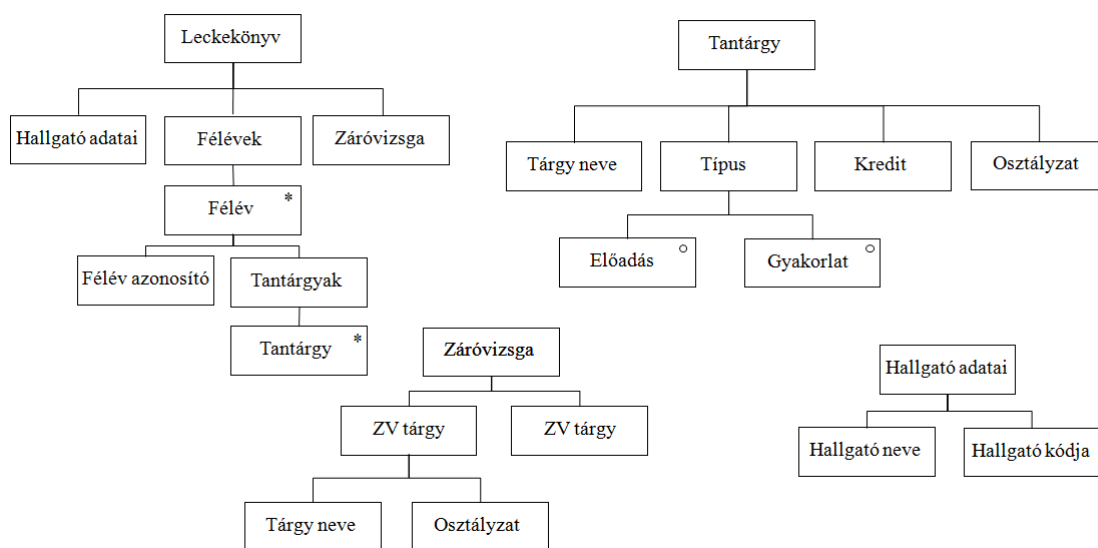 Leckekönyv
Hallgató adatai
Félévek
Záróvizsga
Félév *
Félév azonosító
Tantárgyak
Tantárgy *
Tantárgy
Tárgy neve
Típus
Kredit
Osztályzat
Előadás
Gyakorlat
Záróvizsga
ZV tárgy
ZV tárgy
Tárgy neve
Osztályzat
Hallgató adatai
Hallgató neve
Hallgató kódja